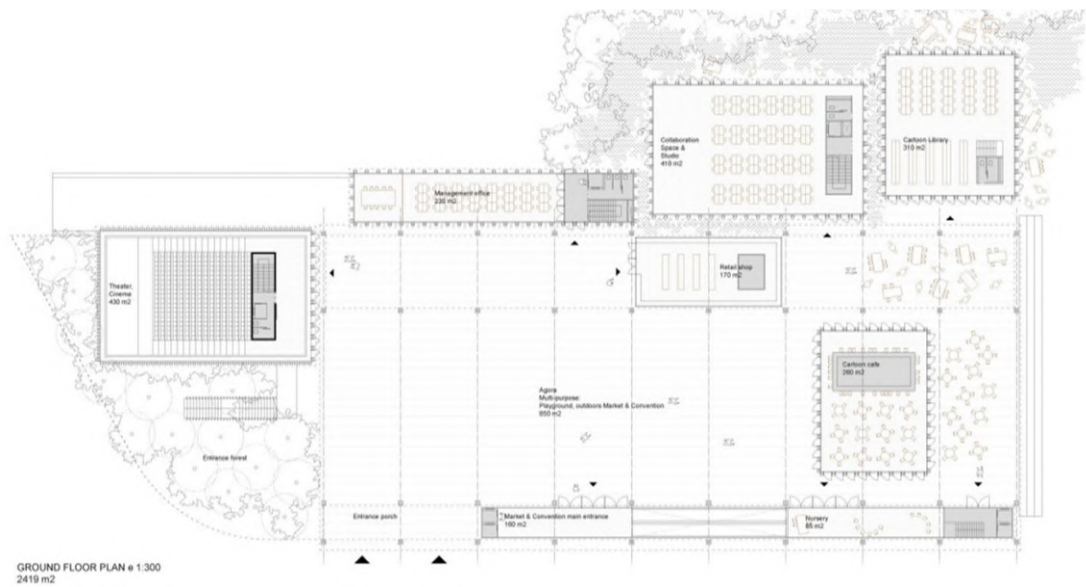 Cartoon Library
310 m2
Collaboration
Space &
Studio
410 m2
Management office
235 m2
Theater,
Cinema
430 m2
Retail shop
170 m2
Cartoon cafe
260 m2
Agora
Multi-purpose:
Playground, outdoors Market & Convention
850 m2
Entrance forest
Entrance porch
Market & Convention main entrance
160 m2
Nursery
85 m2
GROUND FLOOR PLAN e 1:300
2419 m2